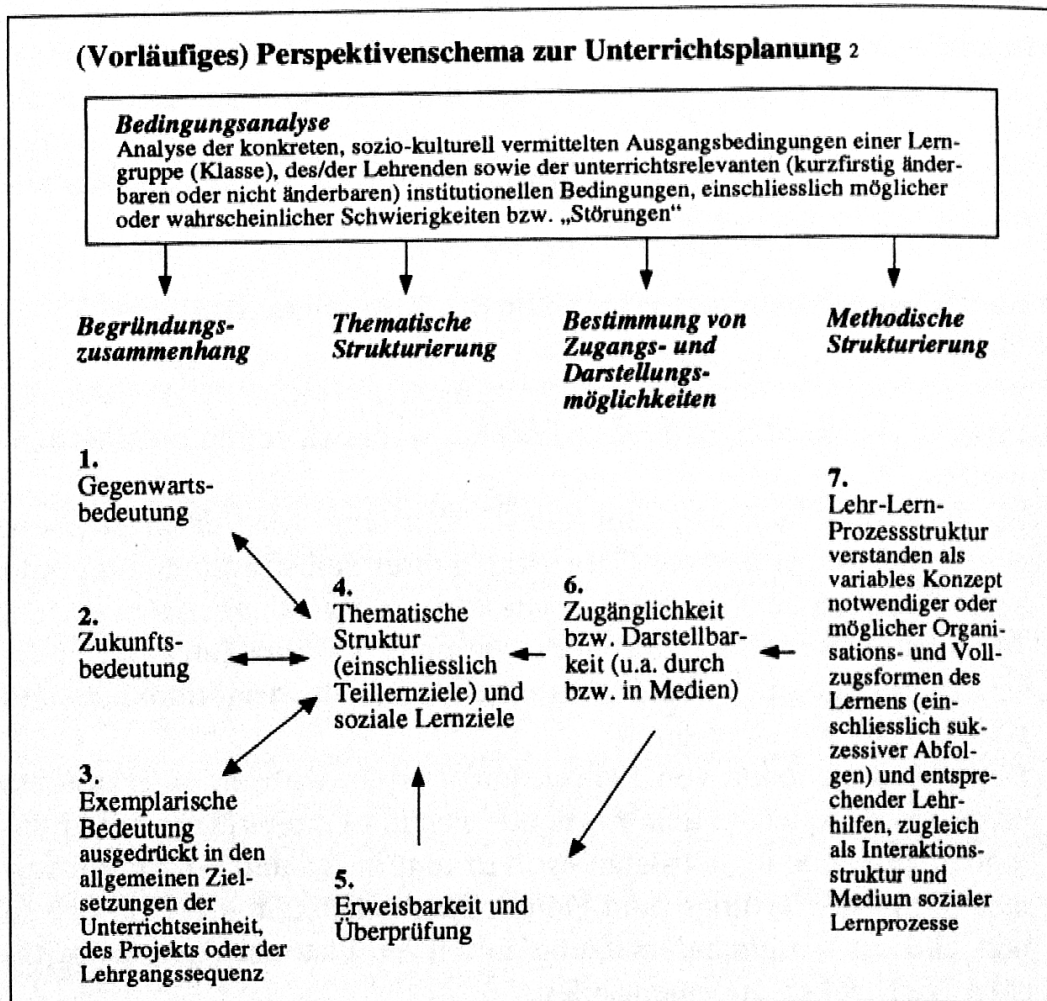 (Vorläufiges) Perspektivenschema zur Unterrichtsplanung 2
Bedingungsanalyse
Analyse der konkreten, sozio-kulturell vermittelten Ausgangsbedingungen einer Lern-
gruppe (Klasse), des/der Lehrenden sowie der unterrichtsrelevanten (kurzfirstig änder-
baren oder nicht änderbaren) institutionellen Bedingungen, einschliesslich möglicher
oder wahrscheinlicher Schwierigkeiten bzw. „Störungen“
Begründungs-
zusammenhang
Thematische
Strukturierung
Bestimmung von
Zugangs- und
Darstellungs-
möglichkeiten
Methodische
Strukturierung
1.
Gegenwarts-
bedeutung
2.
Zukunfts-
bedeutung
3.
Exemplarische
Bedeutung
ausgedrückt in den
allgemeinen Ziel-
setzungen der
Unterrichtseinheit,
des Projekts oder der
Lehrgangssequenz
4.
Thematische
Struktur
(einschliesslich
Teillernziele) und
soziale Lernziele
5.
Erweisbarkeit und
Überprüfung
6.
Zugänglichkeit
bzw. Darstellbar-
keit (u.a. durch
bzw. in Medien)
7.
Lehr-Lern-
Prozessstruktur
verstanden als
variables Konzept
notwendiger oder
möglicher Organi-
sations- und Voll-
zugsformen des
Lernens (ein-
schliesslich suk-
zessiver Abfol-
gen) und entspre-
chender Lehr-
hilfen, zugleich
als Interaktions-
struktur und
Medium sozialer
Lernprozesse